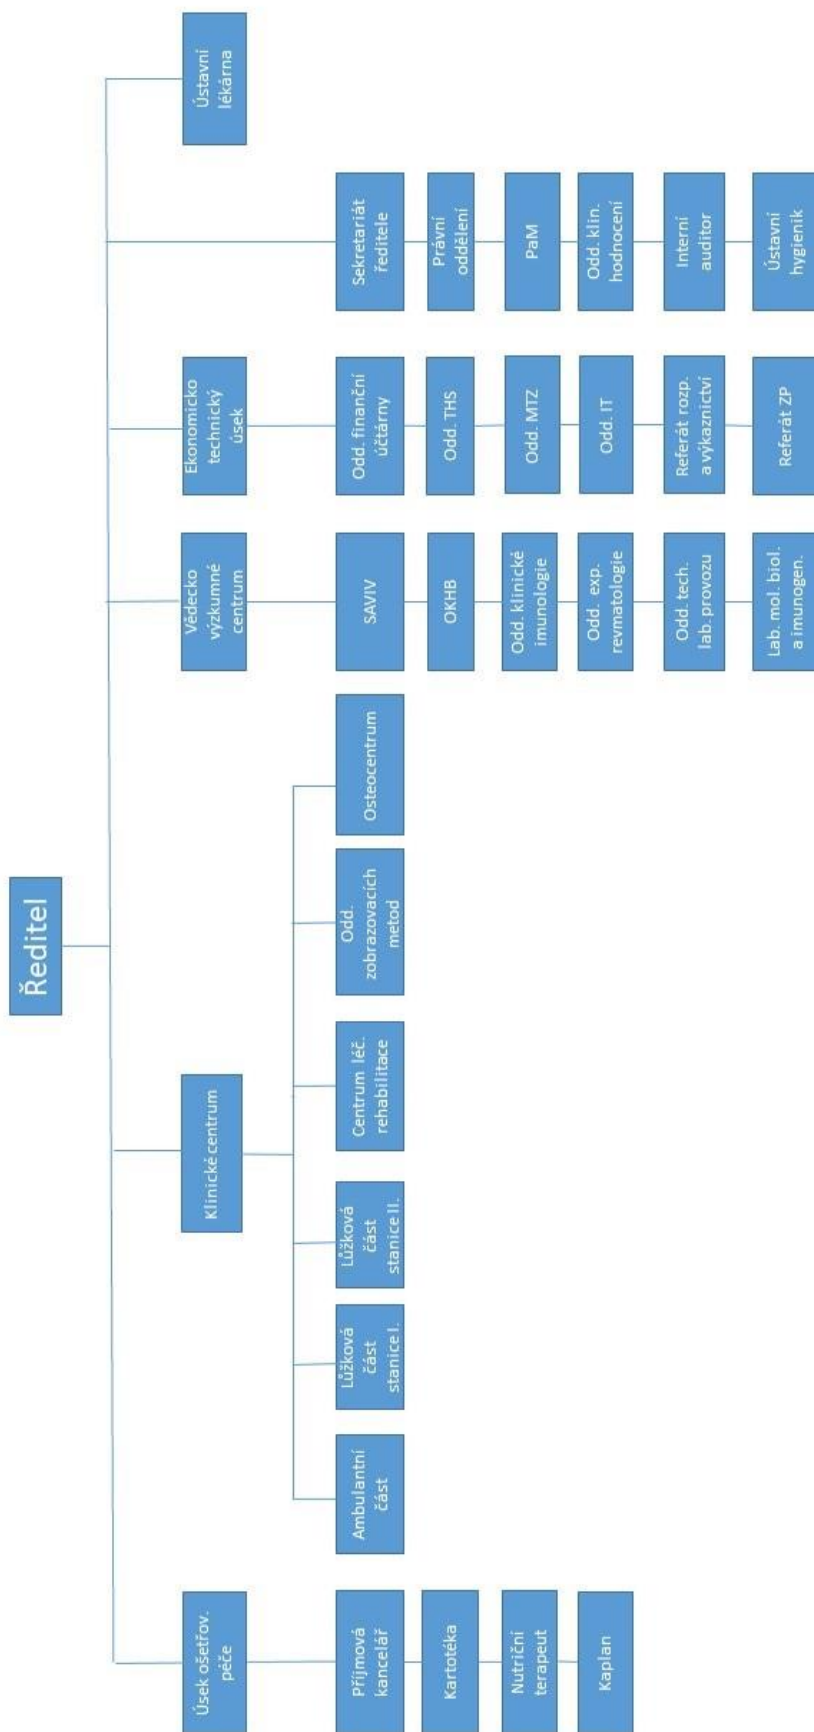 Ředitel
Úsek ošetřov.
péče
Klinické centrum
Vědecko
výzkumné
centrum
Ekonomicko
technický
úsek
Ústavní
lékárna
Příjmová
kancelář
Kartotéka
Nutriční
terapeut
Kaplan
Ambulantní
část
Lůžková
část
stanice I.
Lůžková
část
stanice II.
Centrum léč.
rehabilitace
Odd.
zobrazovacích
metod
Osteocentrum
SAVIV
OKHB
Odd. klinické
imunologie
Odd. exp.
revmatologie
Odd. tech.
lab. provozu
Lab. mol. biol.
a imunogen.
Odd. finanční
účtárny
Odd. THS
Odd. MTZ
Odd. IT
Referát rozp.
a výkaznictví
Referát ZP
Sekretariát
ředitele
Právní
oddělení
PaM
Odd. klin.
hodnocení
Interní
auditor
Ústavní
hygienik